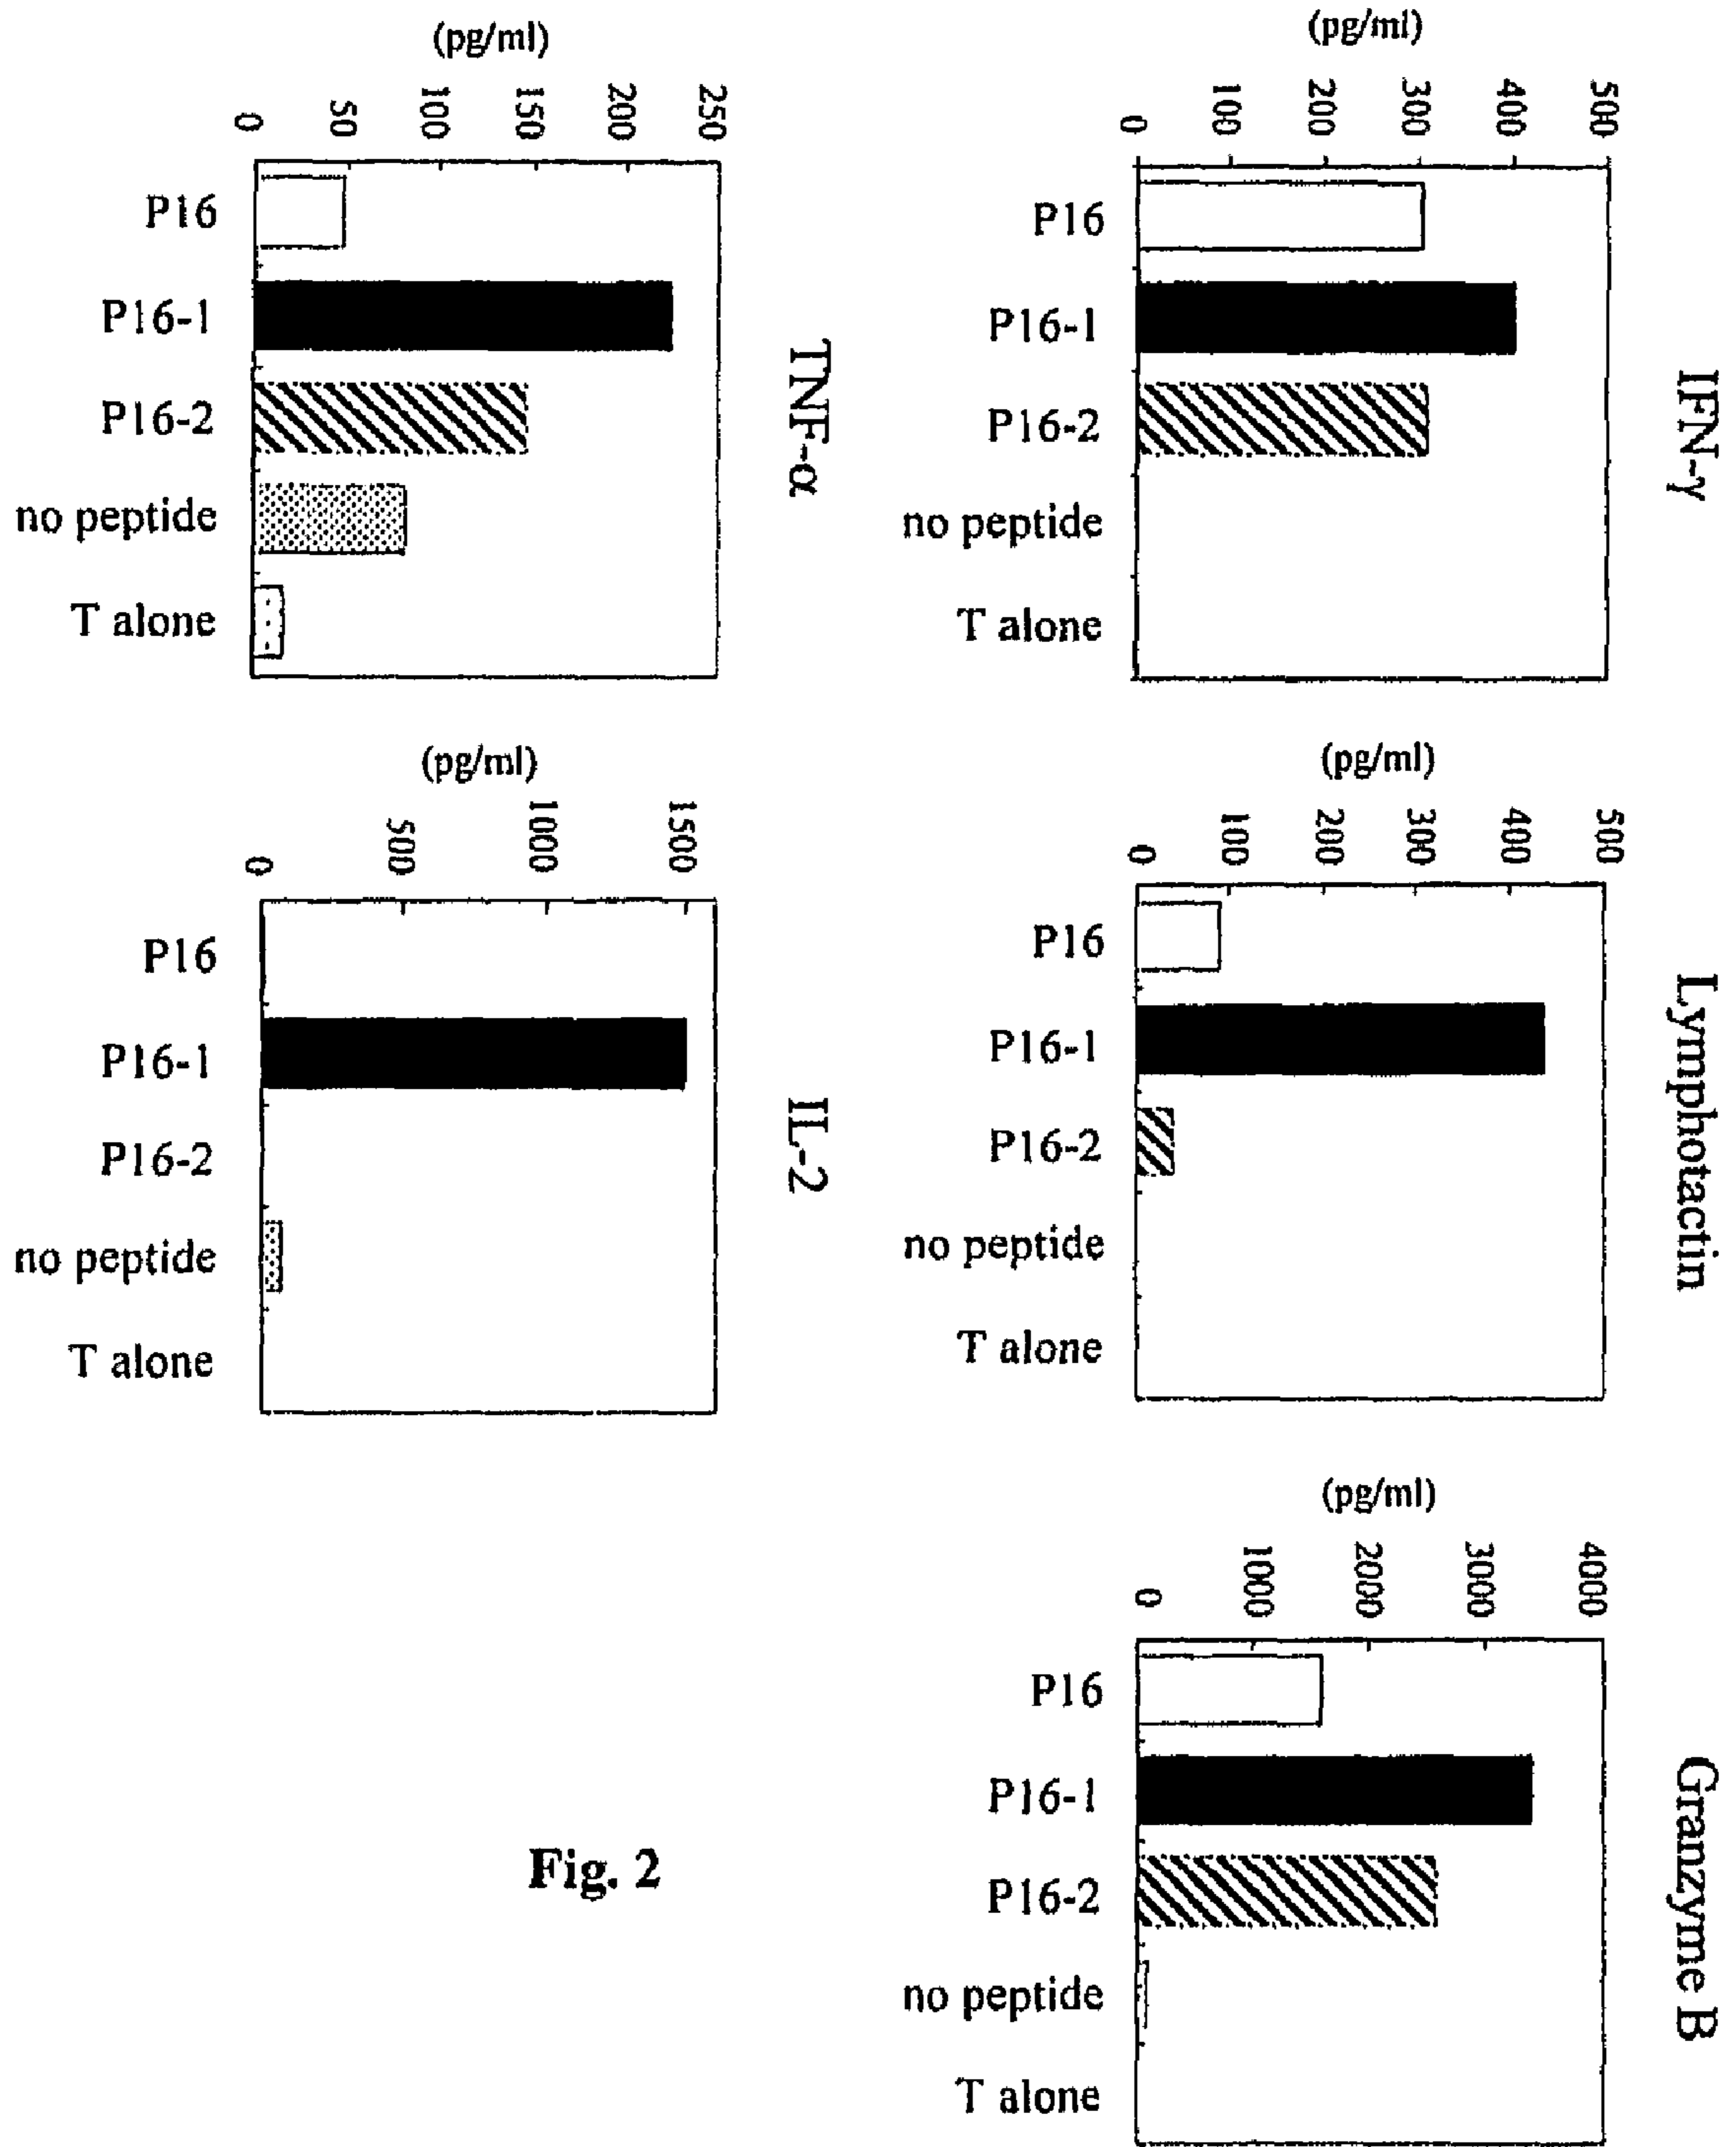 IFN-γ
(pg/ml)
500
400
300
200
100
0
P16
P16-1
P16-2
no peptide
T alone
Lymphotactin
(pg/ml)
500
400
300
200
100
0
P16
P16-1
P16-2
no peptide
T alone
Granzyme B
(pg/ml)
4000
3000
2000
1000
0
P16
P16-1
P16-2
no peptide
T alone
TNF-α
(pg/ml)
250
200
150
100
50
0
P16
P16-1
P16-2
no peptide
T alone
IL-2
(pg/ml)
1500
1000
500
0
P16
P16-1
P16-2
no peptide
T alone
Fig. 2